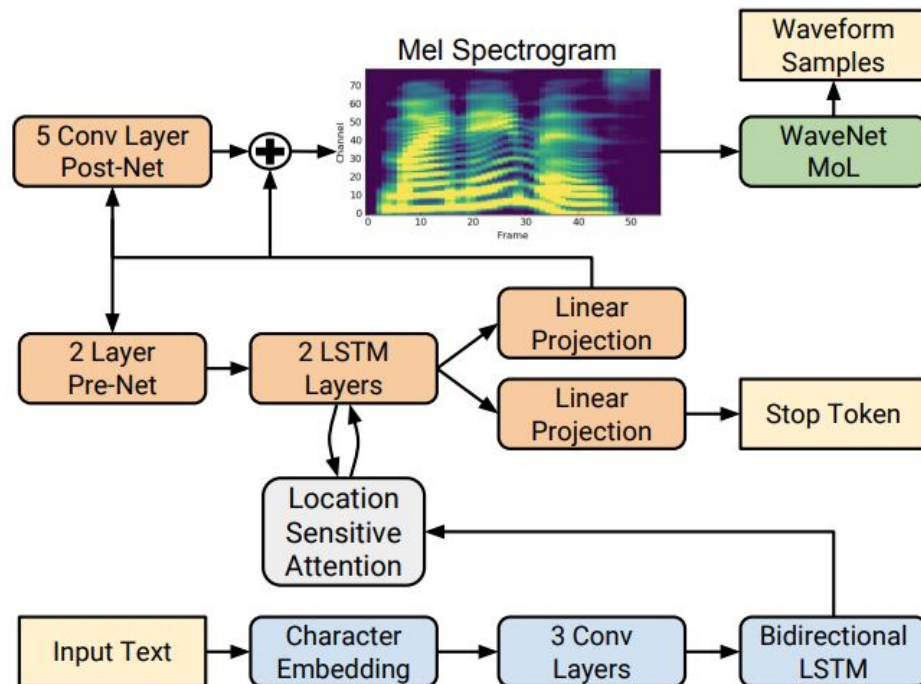 Waveform
Samples
Mel Spectrogram
5 Conv Layer
Post-Net
WaveNet
MoL
Channel
70
60
50
40
30
20
10
0
0 10 20 30 40 50
Frame
2 Layer
Pre-Net
2 LSTM
Layers
Linear
Projection
Linear
Projection
Stop Token
Location
Sensitive
Attention
Input Text
Character
Embedding
3 Conv
Layers
Bidirectional
LSTM